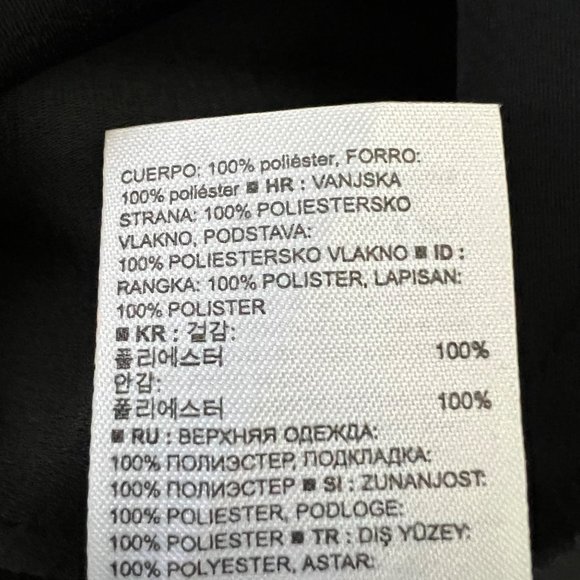 CUERPO: 100% poliéster, FORRO:
100% poliéster ■ HR : VANJSKA
STRANA: 100% POLIESTERSKO
VLAKNO, PODSTAVA:
100% POLIESTERSKO VLAKNO ■ ID :
RANGKA: 100% POLISTER, LAPISAN:
100% POLISTER
■ KR : 겉감:
폴리에스터 100%
안감:
폴리에스터 100%
■ RU : ВЕРХНЯЯ ОДЕЖДА:
100% ПОЛИЭСТЕР, ПОДКЛАДКА:
100% ПОЛИЭСТЕР ■ SI : ZUNANJOST:
100% POLIESTER, PODLOGE:
100% POLIESTER ■ TR : DIŞ YÜZEY:
100% POLYESTER, ASTAR: